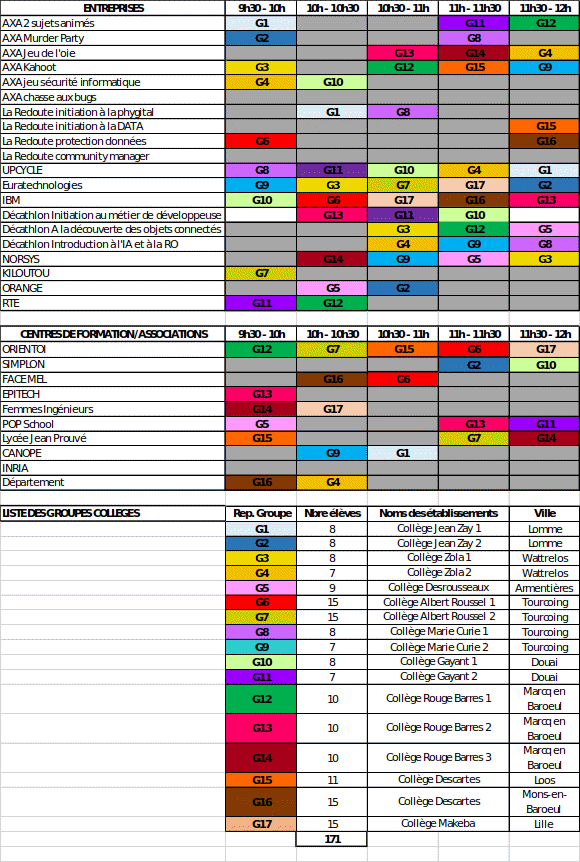 ENTREPRISES 9h30 - 10h 10h - 10h30 10h30 - 11h 11h - 11h30 11h30 - 12h
AXA 2 sujets animés G1 G11 G12
AXA Murder Party G2 G8
AXA Jeu de l'oie G13 G14 G4
AXA Kahoot G3 G12 G15 G9
AXA jeu sécurité informatique G4 G10
AXA chasse aux bugs
La Redoute initiation à la phygital G1 G8
La Redoute initiation à la DATA G15
La Redoute protection données G6 G16
La Redoute community manager
UPCYCLE G8 G11 G10 G4 G1
Euratechnologies G9 G3 G7 G17 G2
IBM G10 G6 G17 G16 G13
Décathlon Initiation au métier de développeuse G13 G11 G10
Décathlon A la découverte des objets connectés G3 G12 G5
Décathlon Introduction à l'IA et à la RO G4 G9 G8
NORSYS G14 G9 G5 G3
KILOUTOU G7
ORANGE G5 G2
RTE G11 G12
CENTRES DE FORMATION/ASSOCIATIONS 9h30 - 10h 10h - 10h30 10h30 - 11h 11h - 11h30 11h30 - 12h
ORIENTOI G12 G7 G15 G6 G17
SIMPLON G2 G10
FACE MEL G16 G6
EPITECH G13
Femmes Ingénieurs G14 G17
POP School G5 G13 G11
Lycée Jean Prouvé G15 G7 G14
CANOPE G9 G1
INRIA
Département G16 G4
LISTE DES GROUPES COLLEGES Rep. Groupe Nbre élèves Noms des établissements Ville
G1 8 Collège Jean Zay 1 Lomme
G2 8 Collège Jean Zay 2 Lomme
G3 8 Collège Zola 1 Wattrelos
G4 7 Collège Zola 2 Wattrelos
G5 9 Collège Desrousseaux Armentières
G6 15 Collège Albert Roussel 1 Tourcoing
G7 15 Collège Albert Roussel 2 Tourcoing
G8 8 Collège Marie Curie 1 Tourcoing
G9 7 Collège Marie Curie 2 Tourcoing
G10 8 Collège Gayant 1 Douai
G11 7 Collège Gayant 2 Douai
G12 10 Collège Rouge Barres 1 Marcq en
Baroeul
G13 10 Collège Rouge Barres 2 Marcq en
Baroeul
G14 10 Collège Rouge Barres 3 Marcq en
Baroeul
G15 11 Collège Descartes Loos
G16 15 Collège Descartes Mons-en-
Baroeul
G17 15 Collège Makeba Lille
171